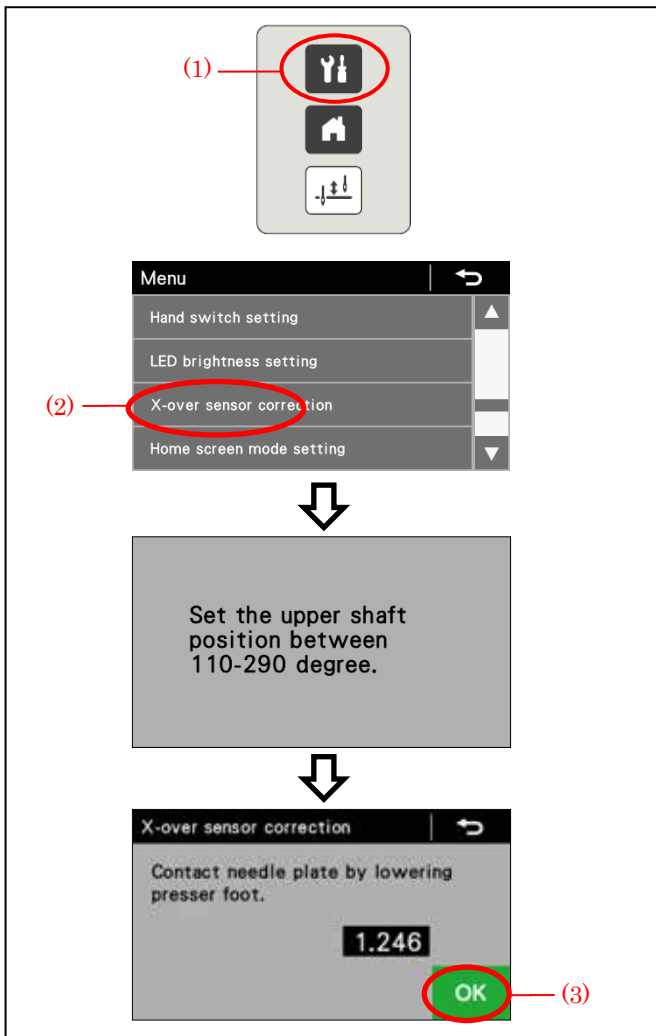 (1)
Menu
Hand switch setting
LED brightness setting
(2)
X-over sensor correction
Home screen mode setting
Set the upper shaft
position between
110-290 degree.
X-over sensor correction
Contact needle plate by lowering
presser foot.
1.246
OK
(3)